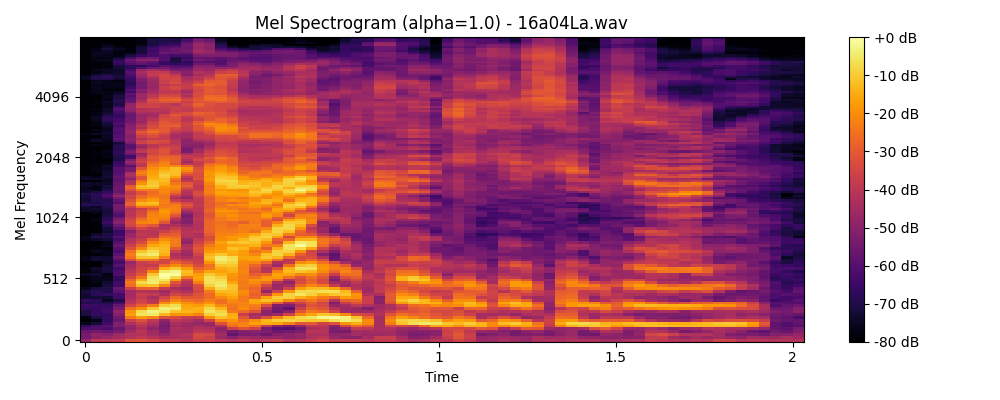 Mel Spectrogram (alpha=1.0) - 16a04La.wav
Mel Frequency
4096
2048
1024
512
0
0
0.5
1
1.5
2
Time
+0 dB
-10 dB
-20 dB
-30 dB
-40 dB
-50 dB
-60 dB
-70 dB
-80 dB